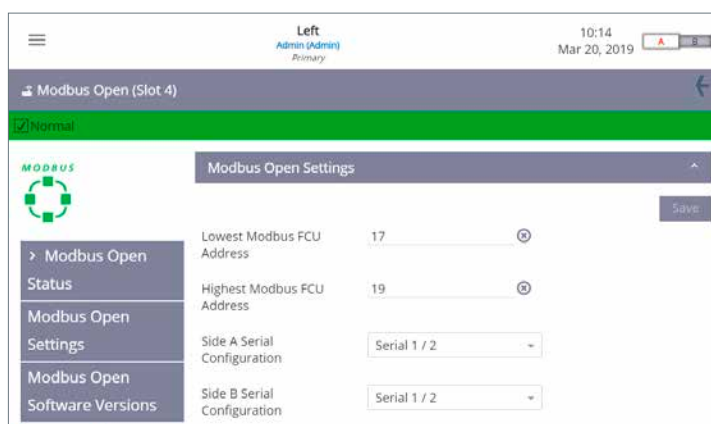 Left
Admin (Admin)
Primary
10:14
Mar 20, 2019
A
B
Modbus Open (Slot 4)
Normal
MODBUS
Modbus Open Settings
Save
> Modbus Open
Status
Modbus Open
Settings
Modbus Open
Software Versions
Lowest Modbus FCU
Address
17
Highest Modbus FCU
Address
19
Side A Serial
Configuration
Serial 1 / 2
Side B Serial
Configuration
Serial 1 / 2